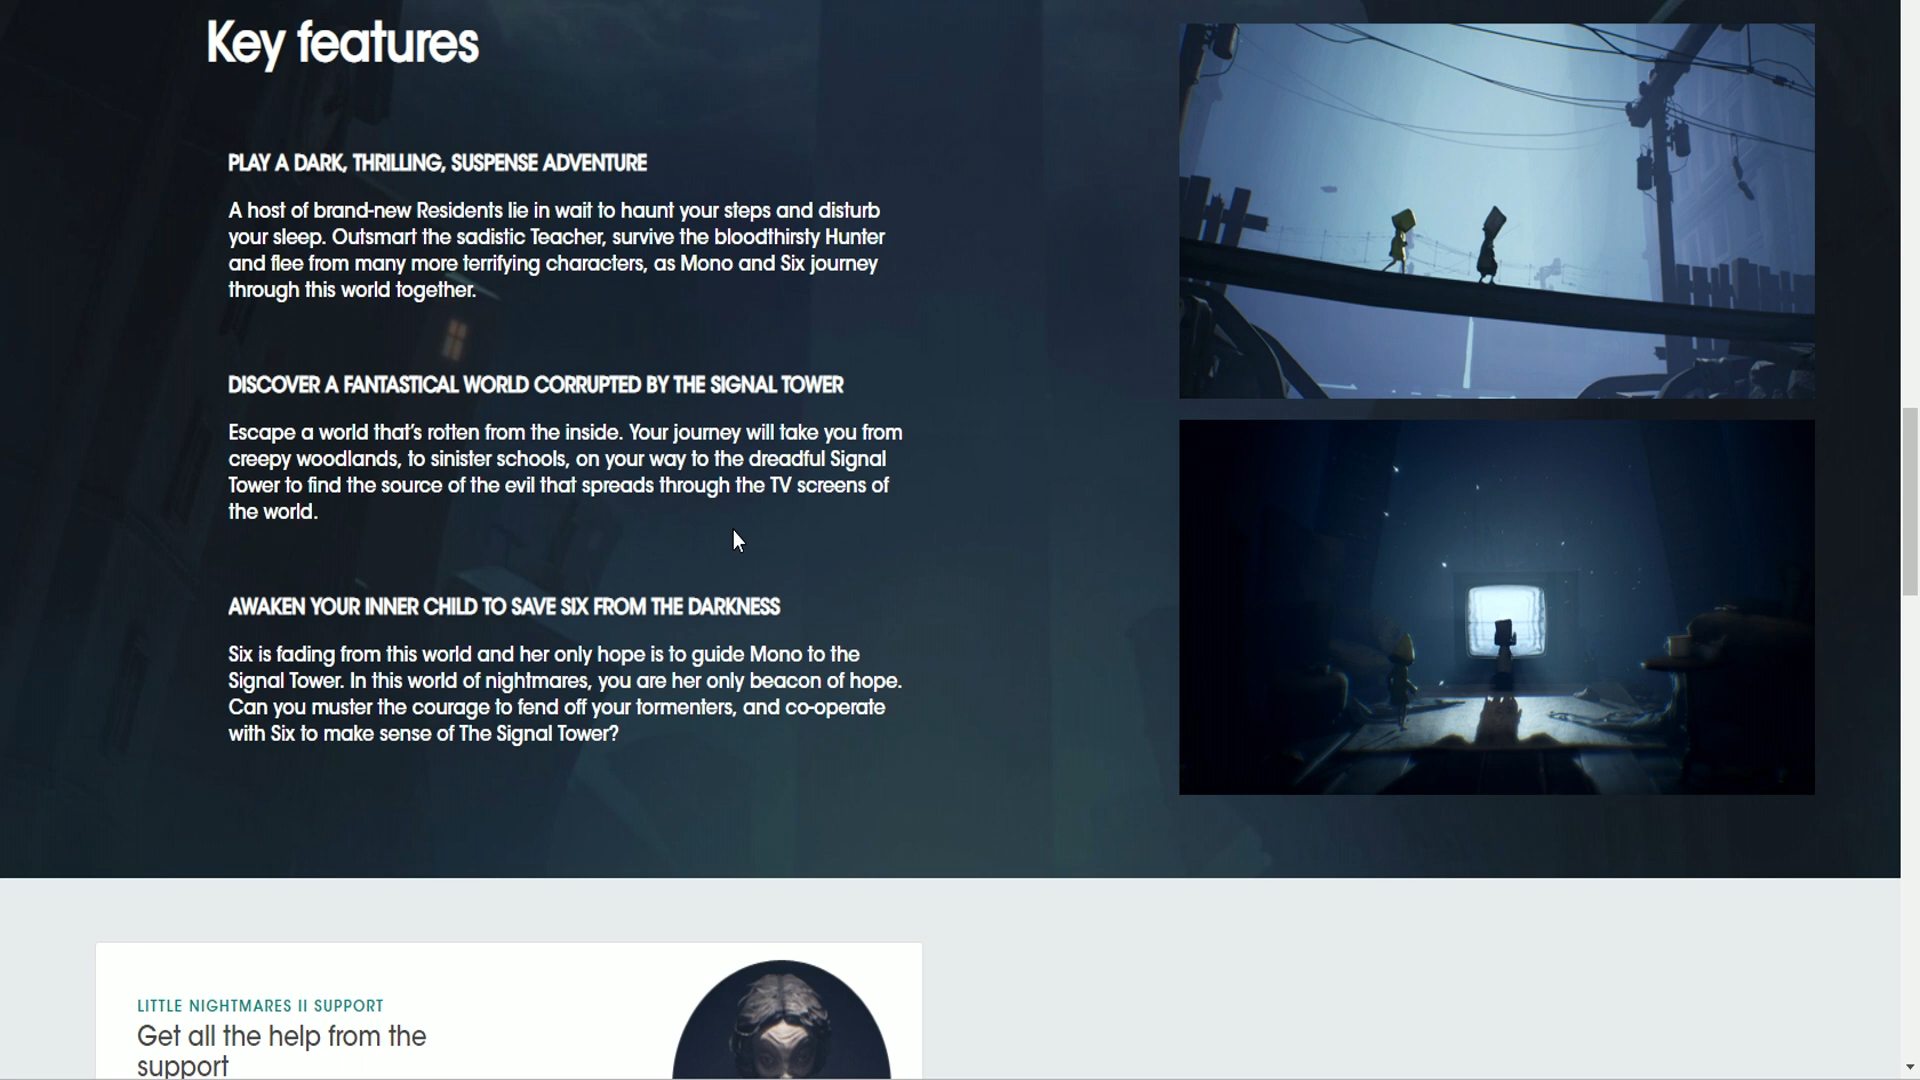 Key features
PLAY A DARK, THRILLING, SUSPENSE ADVENTURE
A host of brand-new Residents lie in wait to haunt your steps and disturb
your sleep. Outsmart the sadistic Teacher, survive the bloodthirsty Hunter
and flee from many more terrifying characters, as Mono and Six journey
through this world together.
DISCOVER A FANTASTICAL WORLD CORRUPTED BY THE SIGNAL TOWER
Escape a world that's rotten from the inside. Your journey will take you from
creepy woodlands, to sinister schools, on your way to the dreadful Signal
Tower to find the source of the evil that spreads through the TV screens of
the world.
AWAKEN YOUR INNER CHILD TO SAVE SIX FROM THE DARKNESS
Six is fading from this world and her only hope is to guide Mono to the
Signal Tower. In this world of nightmares, you are her only beacon of hope.
Can you muster the courage to fend off your tormenters, and co-operate
with Six to make sense of The Signal Tower?
LITTLE NIGHTMARES II SUPPORT
Get all the help from the
support